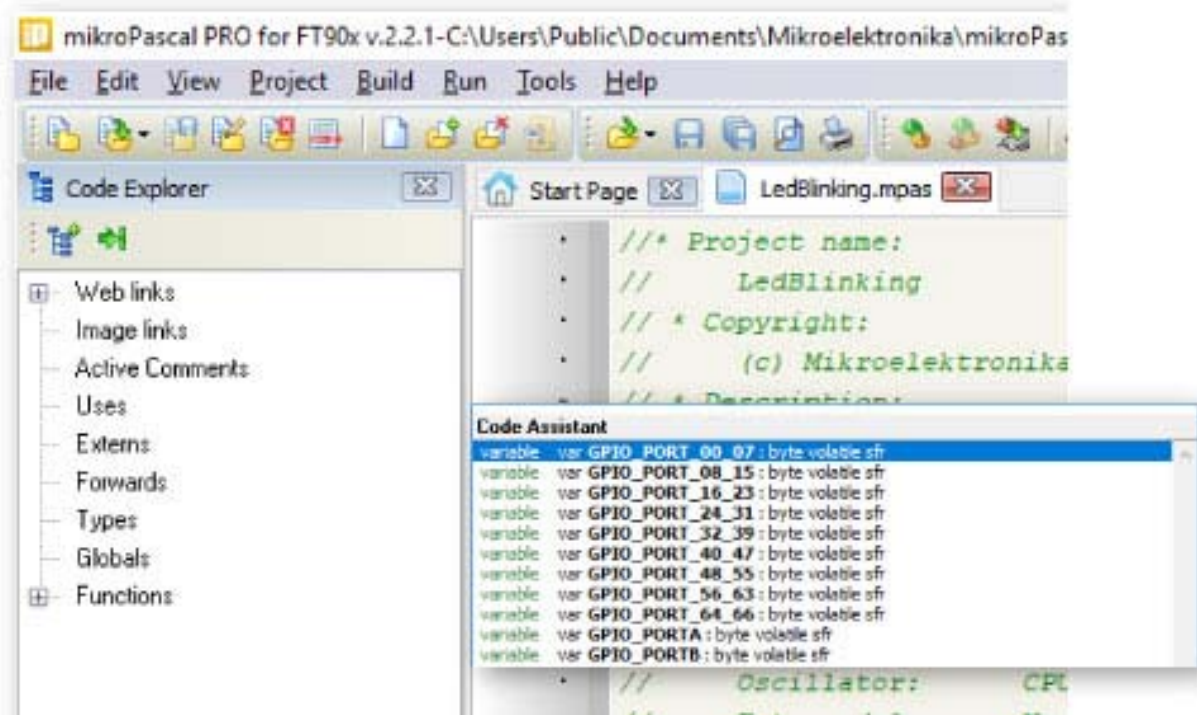 mikroPascal PRO for FT90x v.2.2.1-C:\Users\Public\Documents\Mikroelektronika\mikroPas
File Edit View Project Build Run Tools Help
Code Explorer
Start Page LedBlinking.mpas
Web links
Image links
Active Comments
Uses
Externs
Forwards
Types
Globals
Functions
//* Project name:
// LedBlinking
// * Copyright:
// (c) Mikroelektronika
// * Description:
Code Assistant
variable var GPIO_PORT_00_07 : byte volatile sfr
variable var GPIO_PORT_08_15 : byte volatile sfr
variable var GPIO_PORT_16_23 : byte volatile sfr
variable var GPIO_PORT_24_31 : byte volatile sfr
variable var GPIO_PORT_32_39 : byte volatile sfr
variable var GPIO_PORT_40_47 : byte volatile sfr
variable var GPIO_PORT_48_55 : byte volatile sfr
variable var GPIO_PORT_56_63 : byte volatile sfr
variable var GPIO_PORT_64_66 : byte volatile sfr
variable var GPIO_PORTA : byte volatile sfr
variable var GPIO_PORTB : byte volatile sfr
// Oscillator: CPU
//